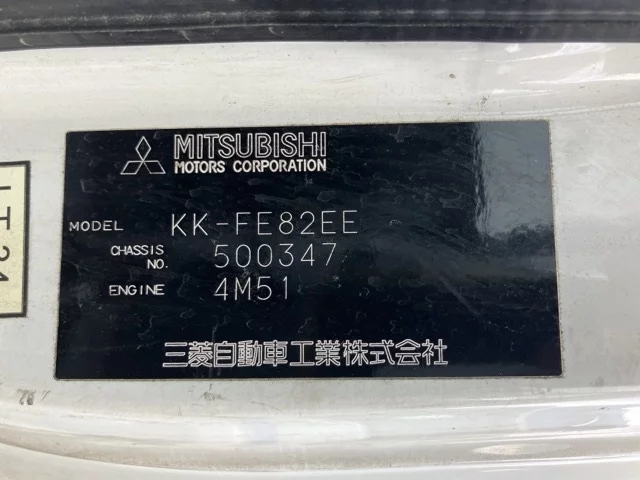 MITSUBISHI
MOTORS CORPORATION
MODEL KK-FE82EE
CHASSIS NO. 500347
ENGINE 4M51
三菱自動車工業株式会社